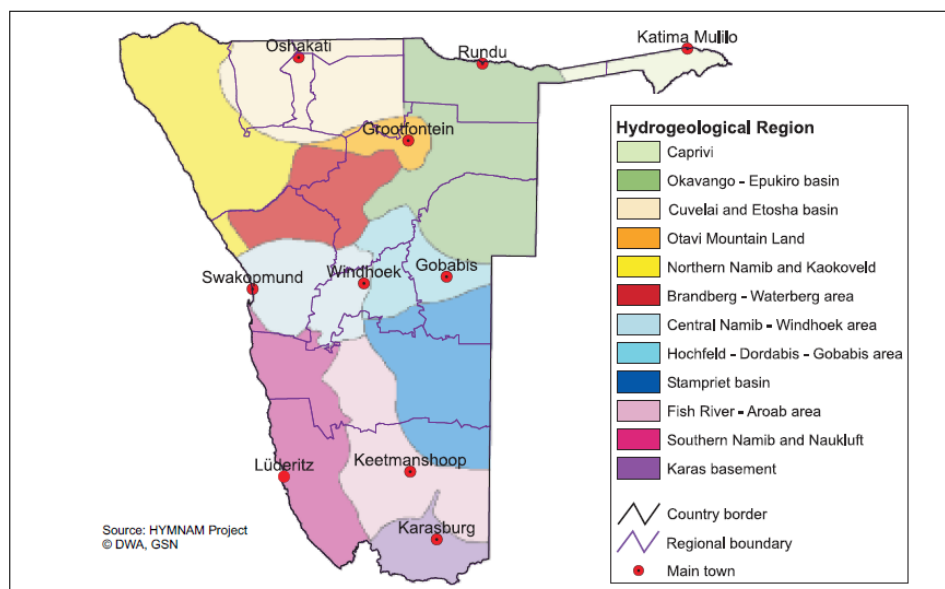 Oshakati
Rundu
Katima Mulilo
Grootfontein
Swakopmund
Windhoek
Gobabis
Lüderitz
Keetmanshoop
Karasburg
Source: HYMNAM Project
© DWA, GSN
Hydrogeological Region
Caprivi
Okavango - Epukiro basin
Cuvelai and Etosha basin
Otavi Mountain Land
Northern Namib and Kaokoveld
Brandberg - Waterberg area
Central Namib - Windhoek area
Hochfeld - Dordabis - Gobabis area
Stampriet basin
Fish River - Aroab area
Southern Namib and Naukluft
Karas basement
Country border
Regional boundary
Main town